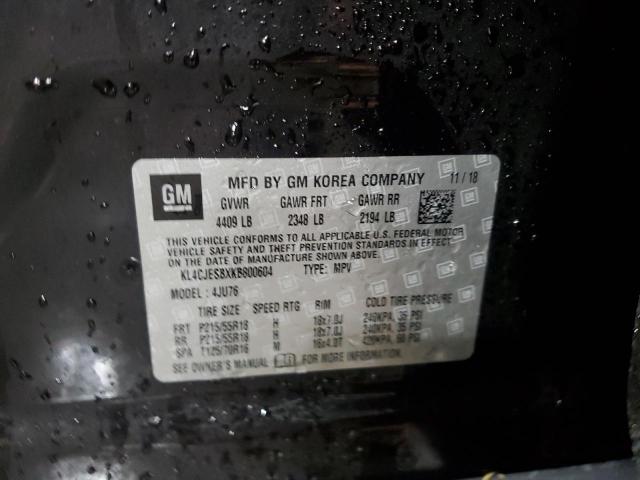 GM
MFD BY GM KOREA COMPANY 11/18
GVWR GAWR FRT GAWR RR
4409 LB 2348 LB 2194 LB
THIS VEHICLE CONFORMS TO ALL APPLICABLE U.S. FEDERAL MOTOR
VEHICLE SAFETY AND THEFT PREVENTION STANDARDS IN EFFECT ON
THE DATE OF MANUFACTURE SHOWN ABOVE.
KL4CJESBXKB800604 TYPE: MPV
MODEL: 4JU76
TIRE SIZE SPEED RTG RIM COLD TIRE PRESSURE
FRT P215/55R18 H 18x7.0J 240KPA, 35 PSI
RR P215/55R18 H 18x7.0J 240KPA, 35 PSI
SPA T125/70R16 M 16x4.0T 420KPA, 60 PSI
SEE OWNER'S MANUAL FOR MORE INFORMATION.